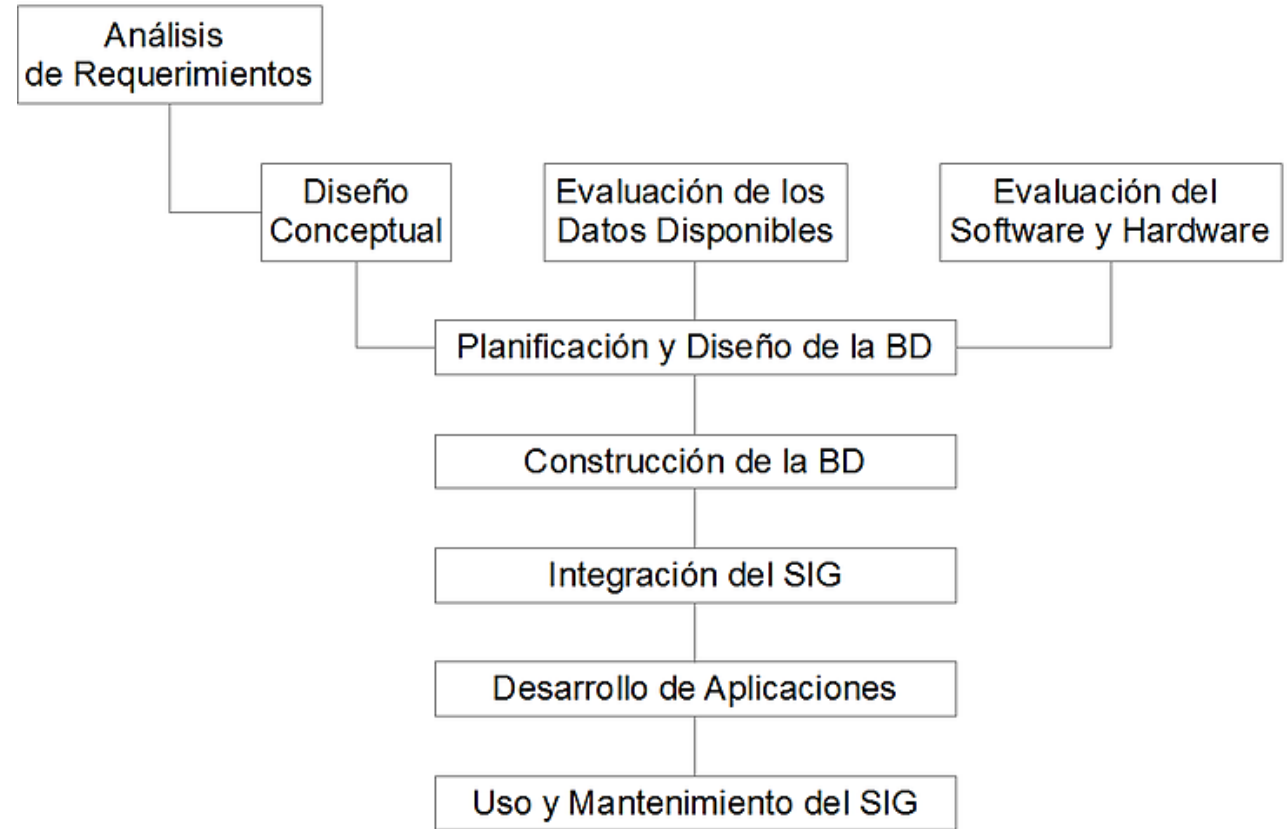 Análisis
de Requerimientos
Diseño
Conceptual
Evaluación de los
Datos Disponibles
Evaluación del
Software y Hardware
Planificación y Diseño de la BD
Construcción de la BD
Integración del SIG
Desarrollo de Aplicaciones
Uso y Mantenimiento del SIG